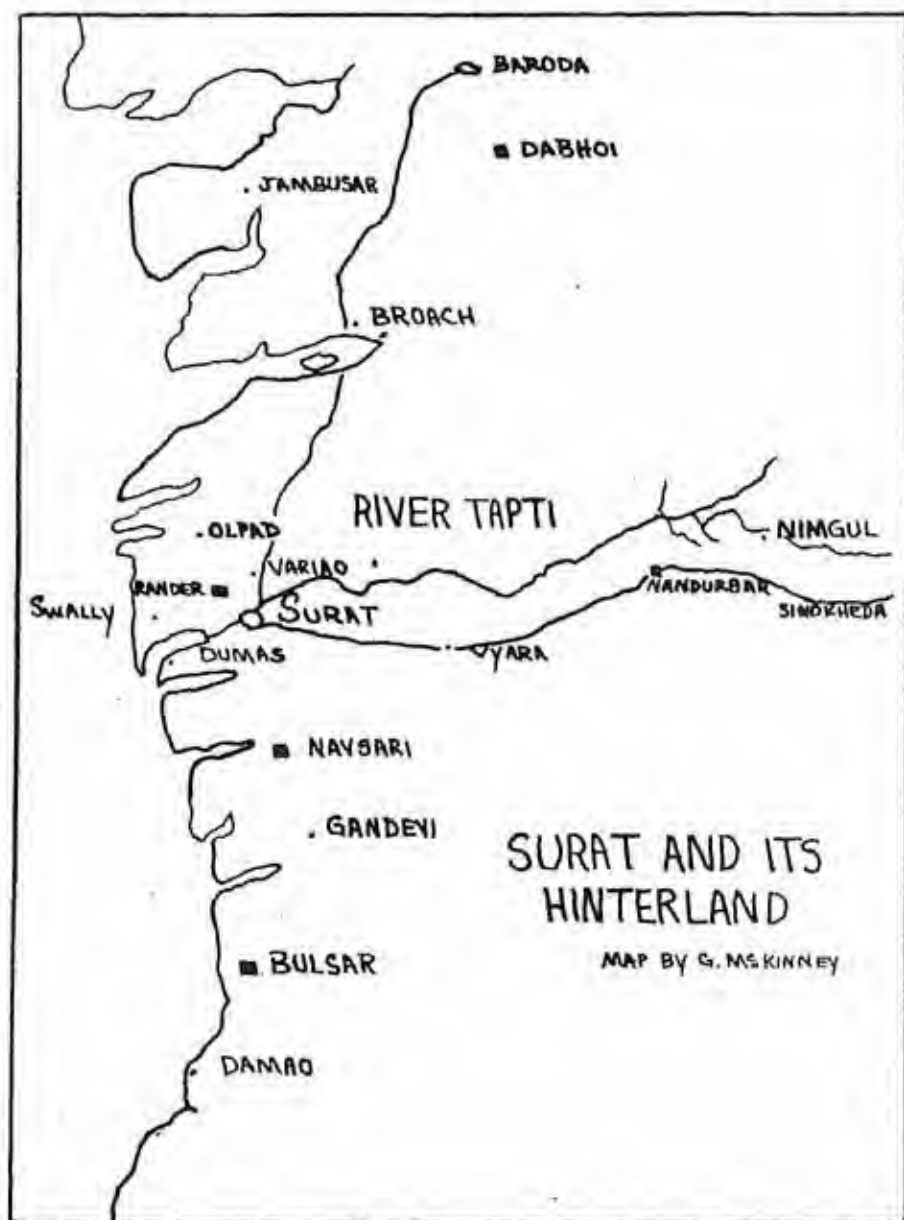 BARODA
DABHOI
JAMBUSAR
BROACH
RIVER TAPTI
OLPAD
NIMGUL
VARIAO
RANDER
NANDURBAR
SWALLY
SURAT
SINDKHEDA
DUMAS
VYARA
NAVSARI
GANDEVI
SURAT AND ITS
HINTERLAND
MAP BY G. MSKINNEY
BULSAR
DAMAO